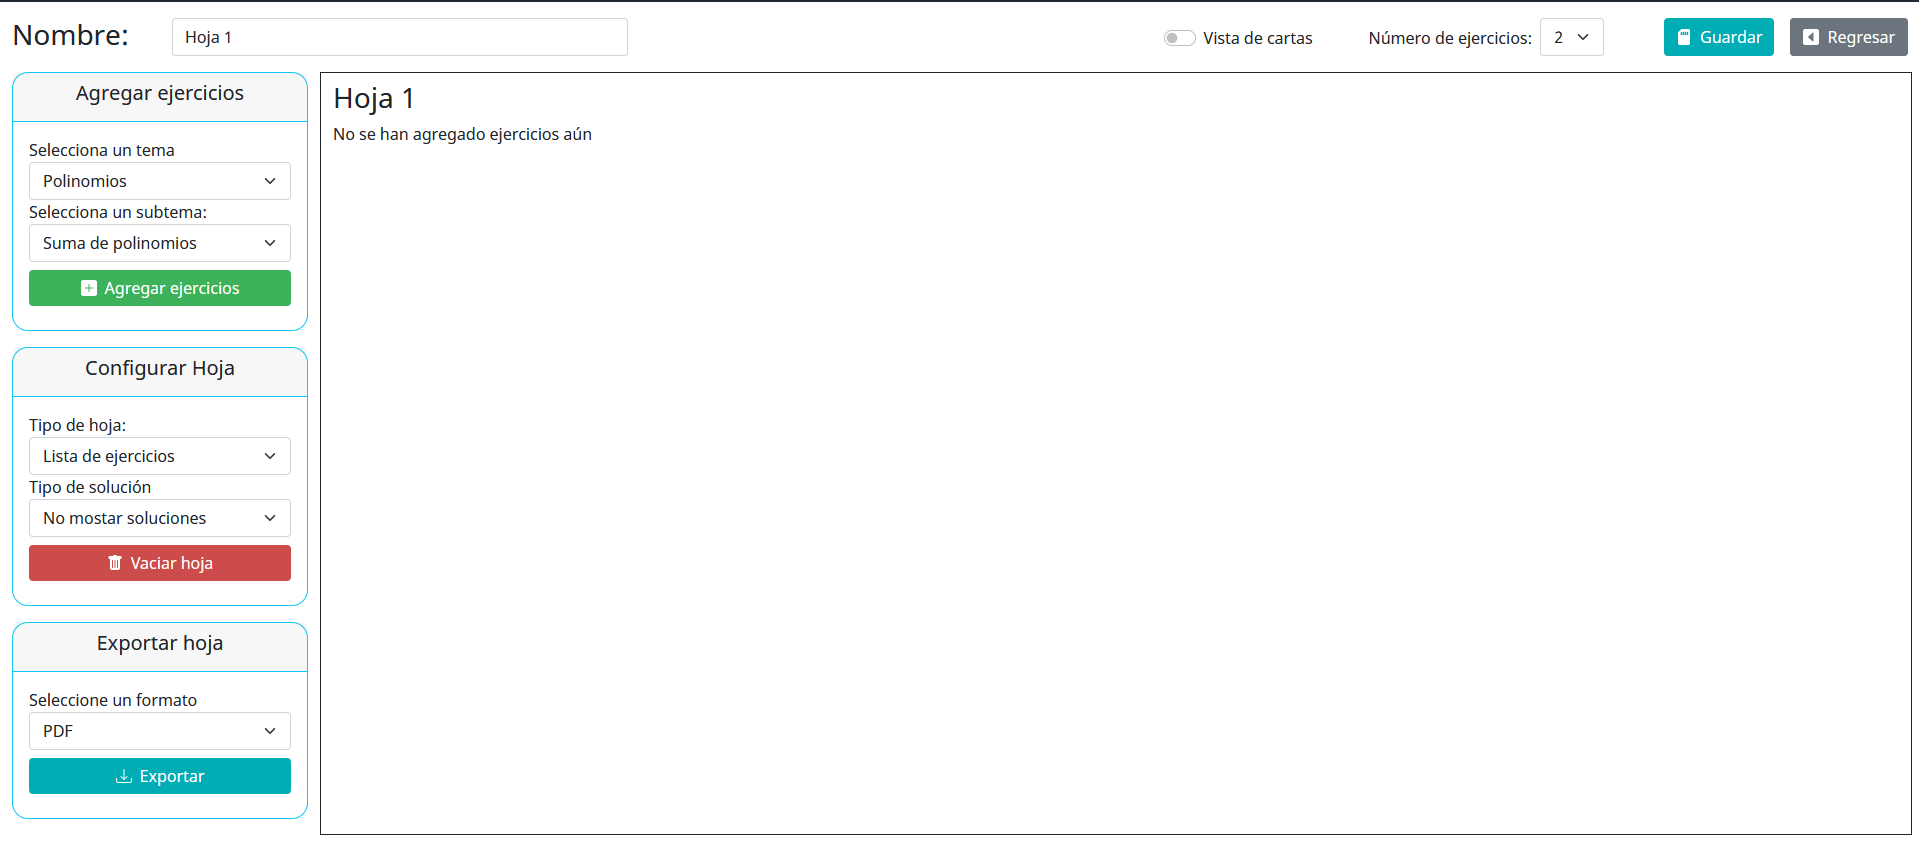 Nombre:
Hoja 1
Vista de cartas
Número de ejercicios:
2
Guardar
Regresar
Agregar ejercicios
Selecciona un tema
Polinomios
Selecciona un subtema:
Suma de polinomios
Agregar ejercicios
Configurar Hoja
Tipo de hoja:
Lista de ejercicios
Tipo de solución
No mostar soluciones
Vaciar hoja
Exportar hoja
Seleccione un formato
PDF
Exportar
Hoja 1
No se han agregado ejercicios aún